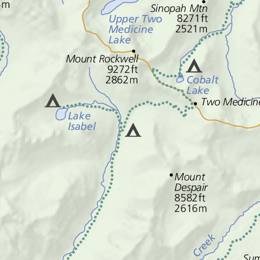 Sinopah Mtn
8271ft
2521m
Upper Two
Medicine
Lake
Mount Rockwell
9272ft
2862m
Cobalt
Lake
Two Medicine
Lake
Isabel
Mount
Despair
8582ft
2616m
Creek